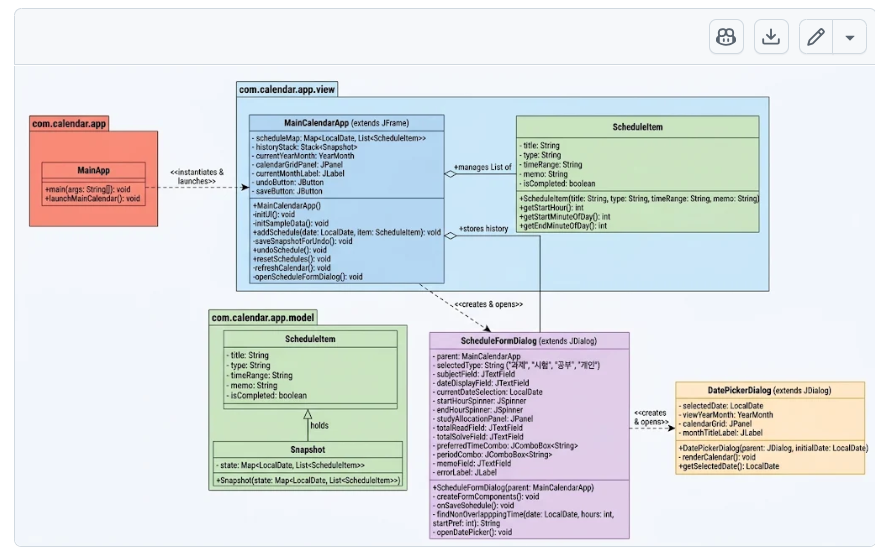 com.calendar.app
MainApp
+main(args: String[]): void
+launchMainCalendar(): void
<<instantiates &
launches>>
com.calendar.app.view
MainCalendarApp (extends JFrame)
- scheduleMap: Map<LocalDate, List<ScheduleItem>>
- historyStack: Stack<Snapshot>
- currentYearMonth: YearMonth
- calendarGridPanel: JPanel
- currentMonthLabel: JLabel
- undoButton: JButton
- saveButton: JButton
+MainCalendarApp()
-initUI(): void
-initSampleData(): void
+addSchedule(date: LocalDate, item: ScheduleItem): void
-saveSnapshotForUndo(): void
+undoSchedule(): void
+resetSchedules(): void
-refreshCalendar(): void
-openScheduleFormDialog(): void
+manages List of
+stores history
ScheduleItem
- title: String
- type: String
- timeRange: String
- memo: String
- isCompleted: boolean
+ScheduleItem(title: String, type: String, timeRange: String, memo: String)
+getStartHour(): int
+getStartMinuteOfDay(): int
+getEndMinuteOfDay(): int
<<creates & opens>>
com.calendar.app.model
ScheduleItem
- title: String
- type: String
- timeRange: String
- memo: String
- isCompleted: boolean
holds
Snapshot
- state: Map<LocalDate, List<ScheduleItem>>
+Snapshot(state: Map<LocalDate, List<ScheduleItem>>)
ScheduleFormDialog (extends JDialog)
- parent: MainCalendarApp
- selectedType: String ("과제", "시험", "공부", "개인")
- subjectField: JTextField
- dateDisplayField: JTextField
- currentDateSelection: LocalDate
- startHourSpinner: JSpinner
- endHourSpinner: JSpinner
- studyAllocationPanel: JPanel
- totalReadField: JTextField
- totalSolveField: JTextField
- preferredTimeCombo: JComboBox<String>
- periodCombo: JComboBox<String>
- memoField: JTextField
- errorLabel: JLabel
+ScheduleFormDialog(parent: MainCalendarApp)
- createFormComponents(): void
- onSaveSchedule(): void
- findNonOverlappingTime(date: LocalDate, hours: int,
startPref: int): String
- openDatePicker(): void
<<creates
& opens>>
DatePickerDialog (extends JDialog)
- selectedDate: LocalDate
- viewYearMonth: YearMonth
- calendarGrid: JPanel
- monthTitleLabel: JLabel
+DatePickerDialog(parent: JDialog, initialDate: LocalDate)
- renderCalendar(): void
+getSelectedDate(): LocalDate